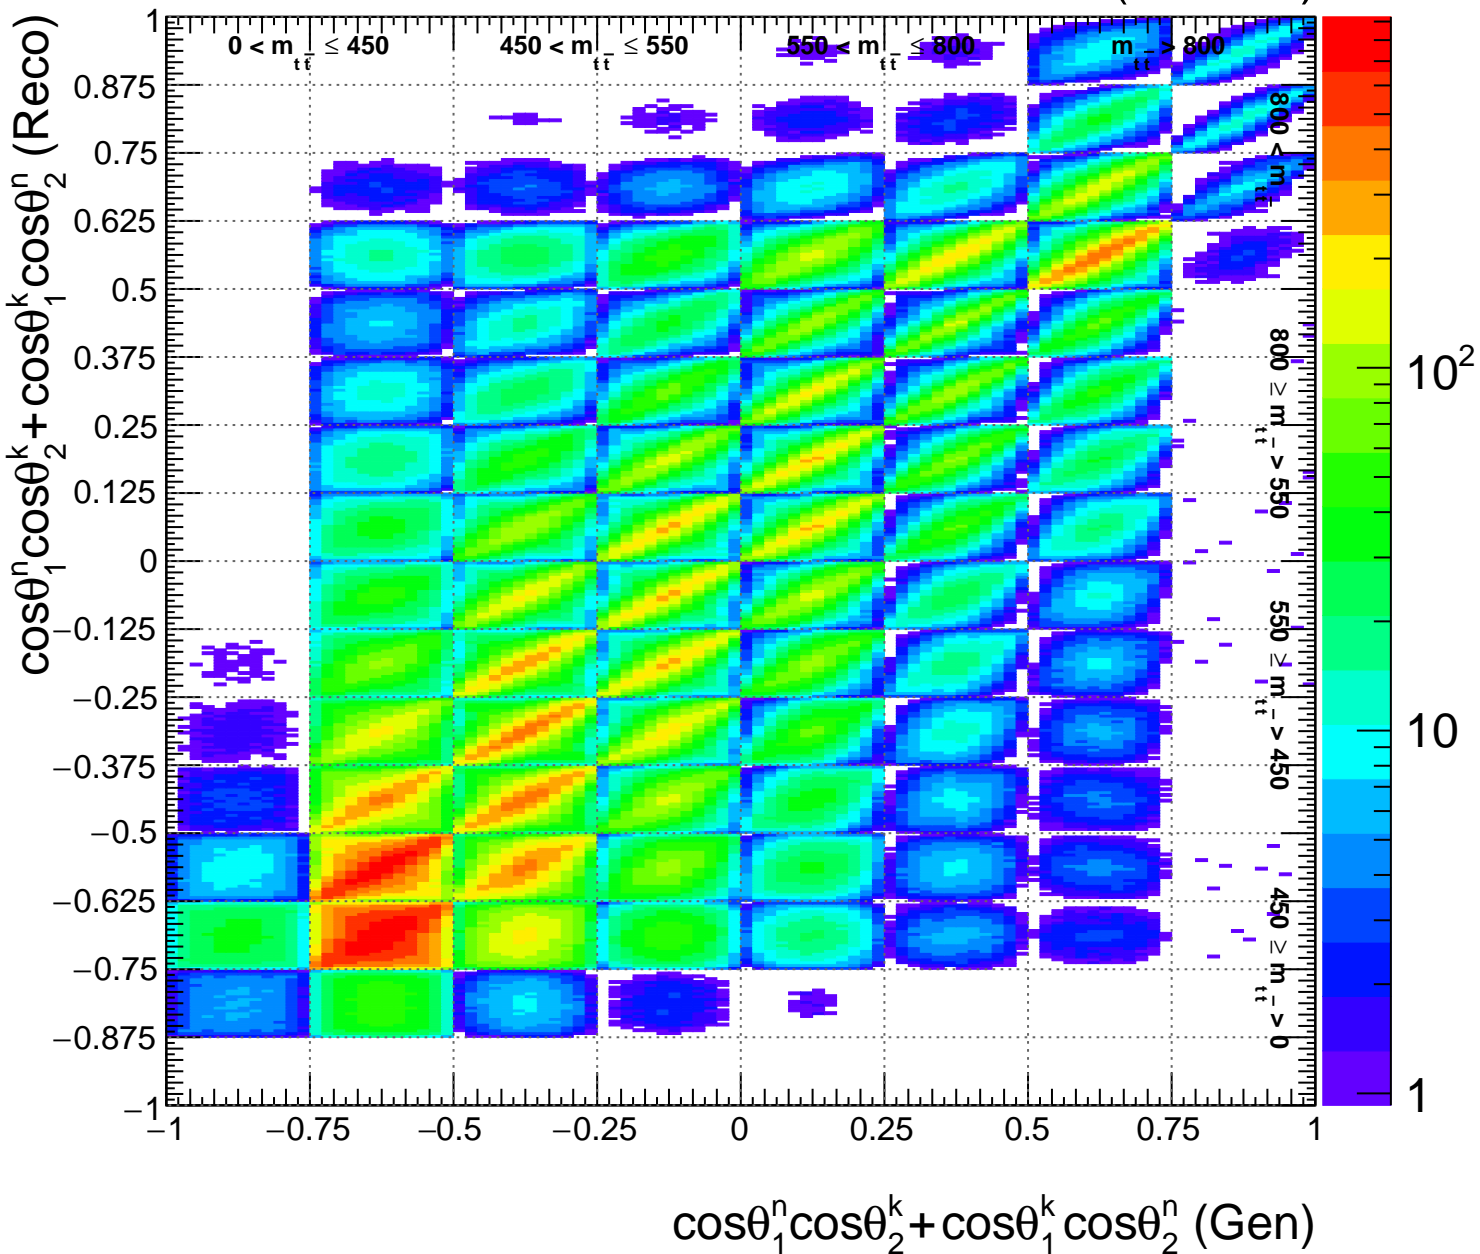 0 < m_{tt̄} ≤ 450 450 < m_{tt̄} ≤ 550 550 < m_{tt̄} ≤ 800 m_{tt̄} > 800
cosθ₁ⁿcosθ₂ᵏ+cosθ₁ᵏcosθ₂ⁿ (Reco)
1
0.875
0.75
0.625
0.5
0.375
0.25
0.125
0
−0.125
−0.25
−0.375
−0.5
−0.625
−0.75
−0.875
−1
800 < m_{tt̄}
800 ≥ m_{tt̄} > 550
550 ≥ m_{tt̄} > 450
450 ≥ m_{tt̄} > 0
10²
10
1
−1 −0.75 −0.5 −0.25 0 0.25 0.5 0.75 1
cosθ₁ⁿcosθ₂ᵏ+cosθ₁ᵏcosθ₂ⁿ (Gen)